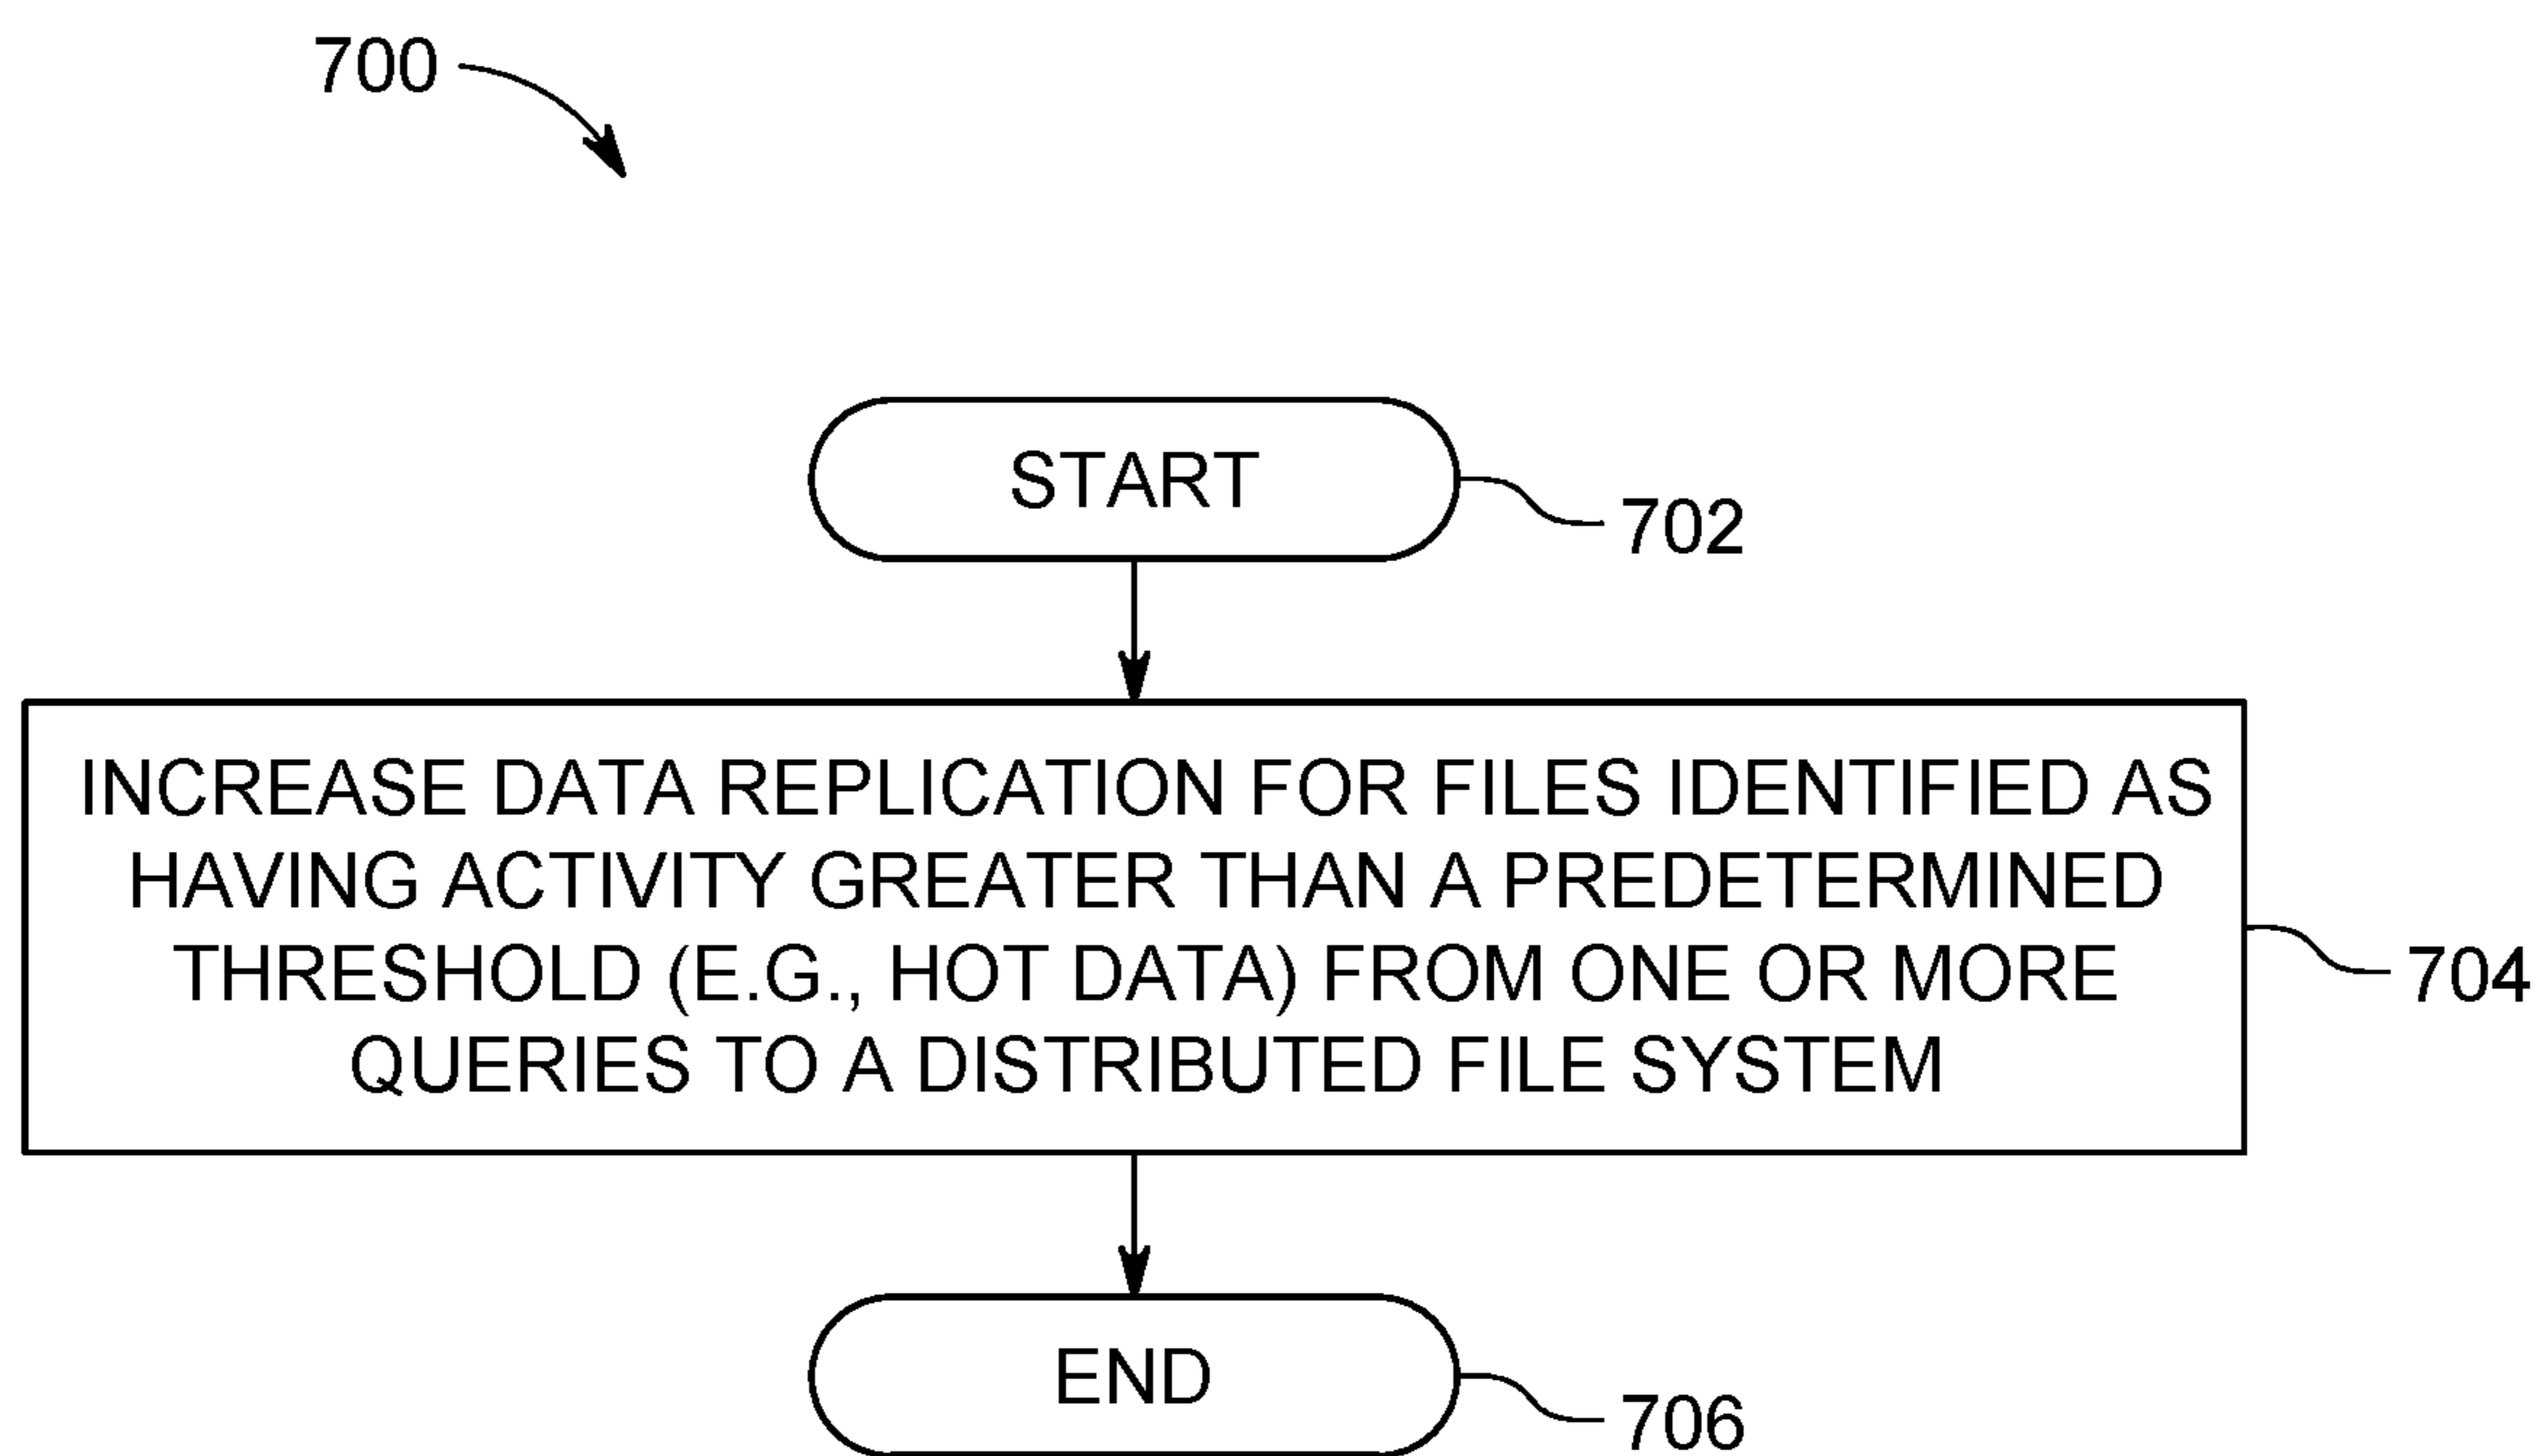 700
START
702
INCREASE DATA REPLICATION FOR FILES IDENTIFIED AS
HAVING ACTIVITY GREATER THAN A PREDETERMINED
THRESHOLD (E.G., HOT DATA) FROM ONE OR MORE
QUERIES TO A DISTRIBUTED FILE SYSTEM
704
END
706